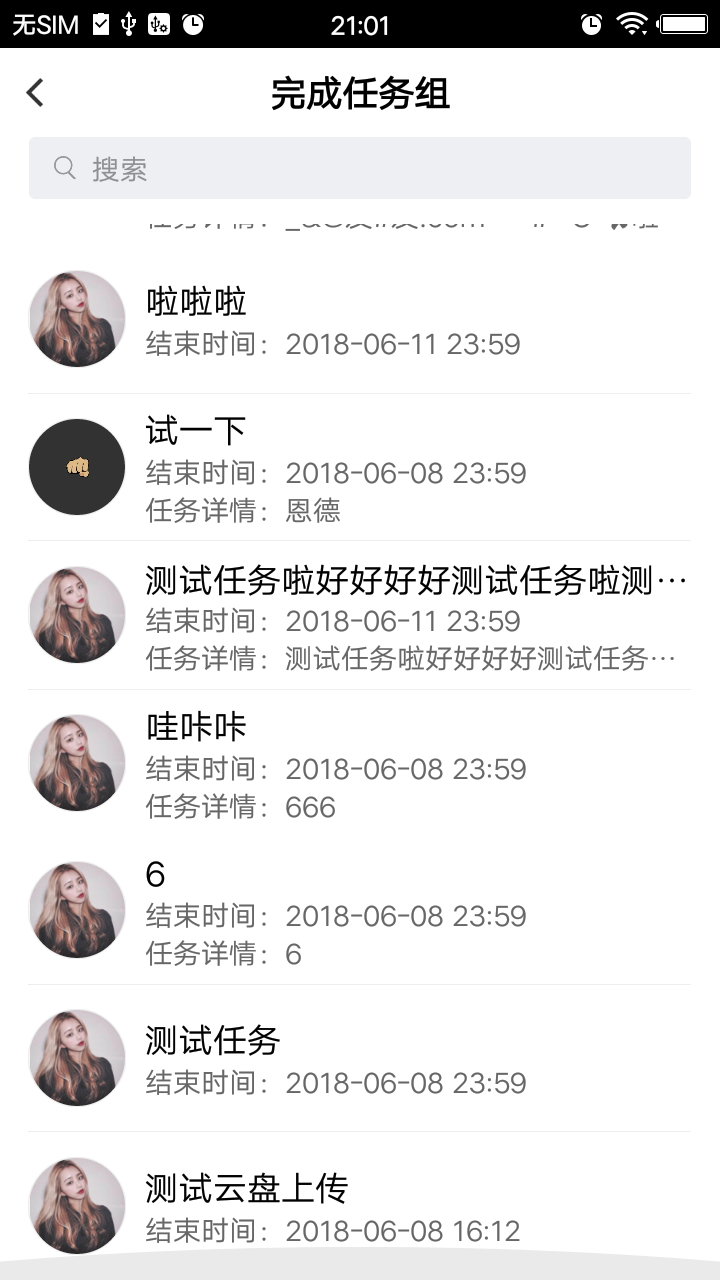 无SIM
21:01
完成任务组
搜索
啦啦啦
结束时间：2018-06-11 23:59
试一下
结束时间：2018-06-08 23:59
任务详情：恩德
测试任务啦好好好好测试任务啦测…
结束时间：2018-06-11 23:59
任务详情：测试任务啦好好好好测试任务…
哇咔咔
结束时间：2018-06-08 23:59
任务详情：666
6
结束时间：2018-06-08 23:59
任务详情：6
测试任务
结束时间：2018-06-08 23:59
测试云盘上传
结束时间：2018-06-08 16:12